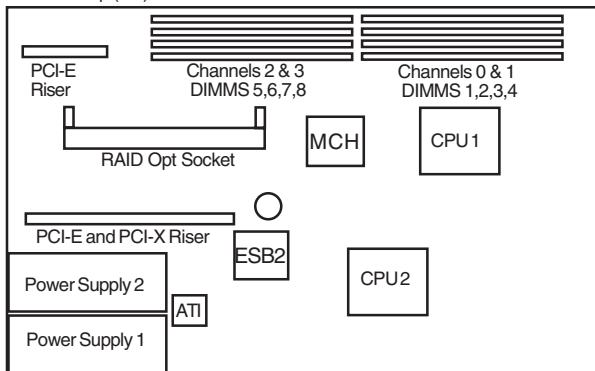 PCI-E
Riser
Channels 2 & 3
DIMMS 5,6,7,8
Channels 0 & 1
DIMMS 1,2,3,4
RAID Opt Socket
MCH
CPU1
PCI-E and PCI-X Riser
ESB2
CPU2
Power Supply 2
ATI
Power Supply 1